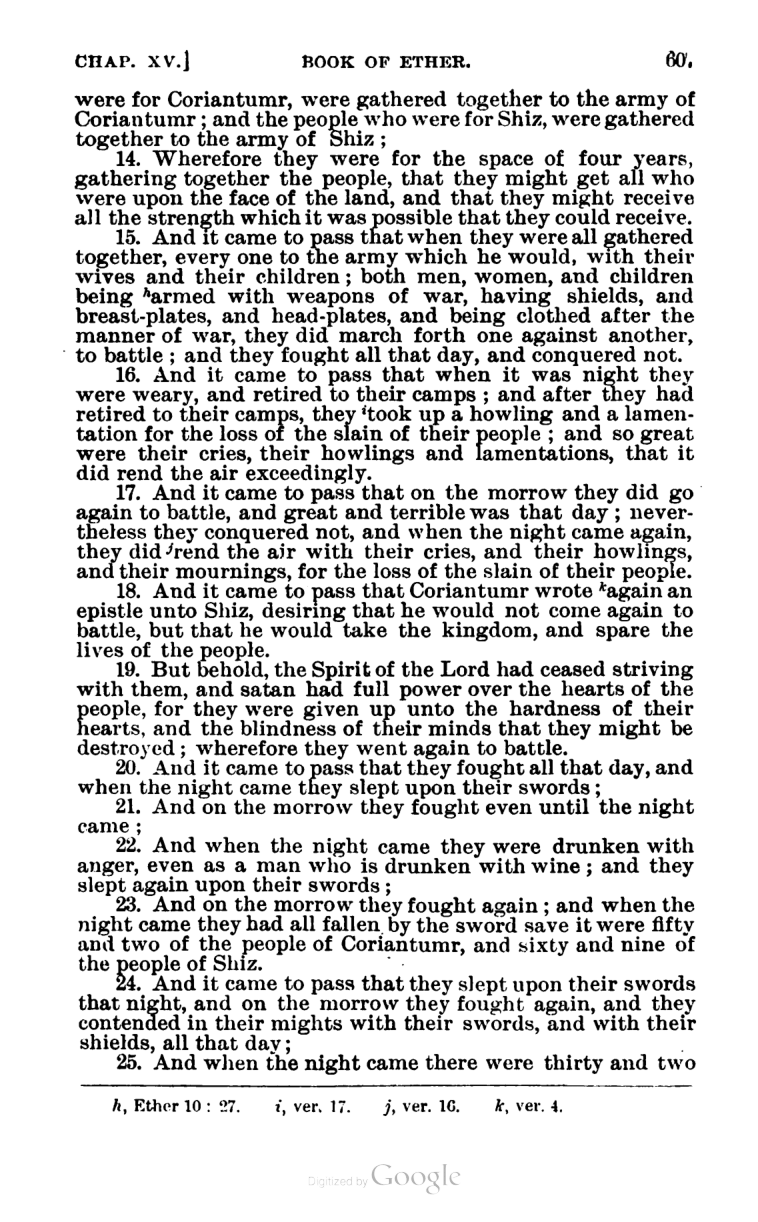 CHAP. XV.] BOOK OF ETHER. 607.
were for Coriantumr, were gathered together to the army of
Coriantumr ; and the people who were for Shiz, were gathered
together to the army of Shiz ;
14. Wherefore they were for the space of four years,
gathering together the people, that they might get all who
were upon the face of the land, and that they might receive
all the strength which it was possible that they could receive.
15. And it came to pass that when they were all gathered
together, every one to the army which he would, with their
wives and their children ; both men, women, and children
being ʰarmed with weapons of war, having shields, and
breast-plates, and head-plates, and being clothed after the
manner of war, they did march forth one against another,
to battle ; and they fought all that day, and conquered not.
16. And it came to pass that when it was night they
were weary, and retired to their camps ; and after they had
retired to their camps, they ⁱtook up a howling and a lamen-
tation for the loss of the slain of their people ; and so great
were their cries, their howlings and lamentations, that it
did rend the air exceedingly.
17. And it came to pass that on the morrow they did go
again to battle, and great and terrible was that day ; never-
theless they conquered not, and when the night came again,
they did ʲrend the air with their cries, and their howlings,
and their mournings, for the loss of the slain of their people.
18. And it came to pass that Coriantumr wrote ᵏagain an
epistle unto Shiz, desiring that he would not come again to
battle, but that he would take the kingdom, and spare the
lives of the people.
19. But behold, the Spirit of the Lord had ceased striving
with them, and satan had full power over the hearts of the
people, for they were given up unto the hardness of their
hearts, and the blindness of their minds that they might be
destroyed ; wherefore they went again to battle.
20. And it came to pass that they fought all that day, and
when the night came they slept upon their swords ;
21. And on the morrow they fought even until the night
came ;
22. And when the night came they were drunken with
anger, even as a man who is drunken with wine ; and they
slept again upon their swords ;
23. And on the morrow they fought again ; and when the
night came they had all fallen by the sword save it were fifty
and two of the people of Coriantumr, and sixty and nine of
the people of Shiz.
24. And it came to pass that they slept upon their swords
that night, and on the morrow they fought again, and they
contended in their mights with their swords, and with their
shields, all that day ;
25. And when the night came there were thirty and two
h, Ether 10 : 27. i, ver. 17. j, ver. 16. k, ver. 4.
Digitized by Google